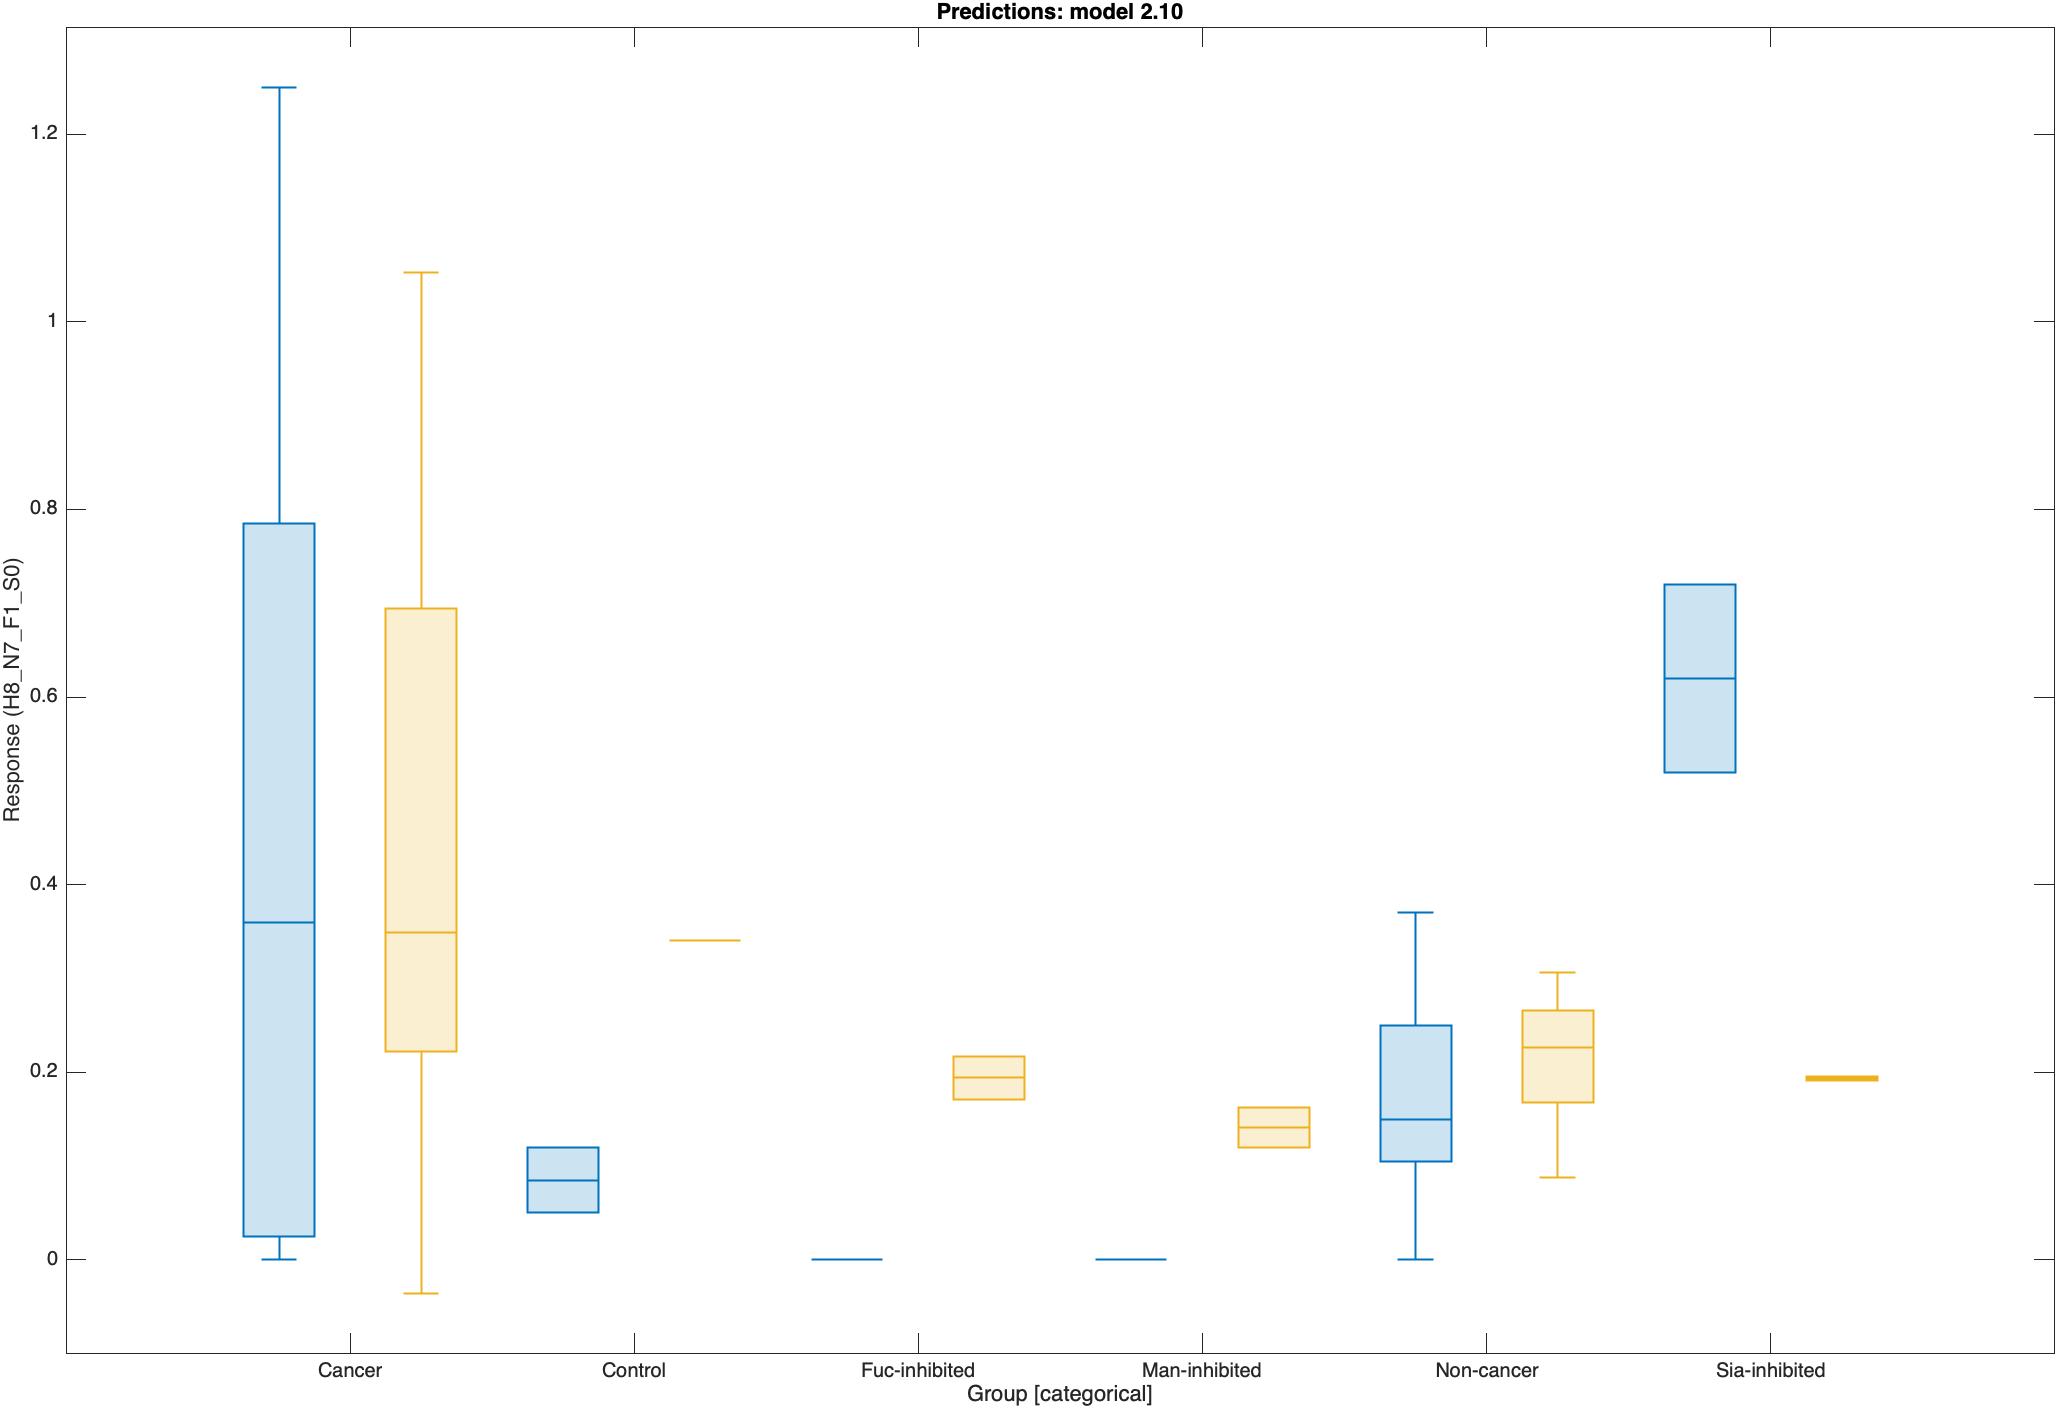 Predictions: model 2.10
1.2
1
0.8
0.6
0.4
0.2
0
Response (H8_N7_F1_S0)
Cancer
Control
Fuc-inhibited
Man-inhibited
Non-cancer
Sia-inhibited
Group [categorical]